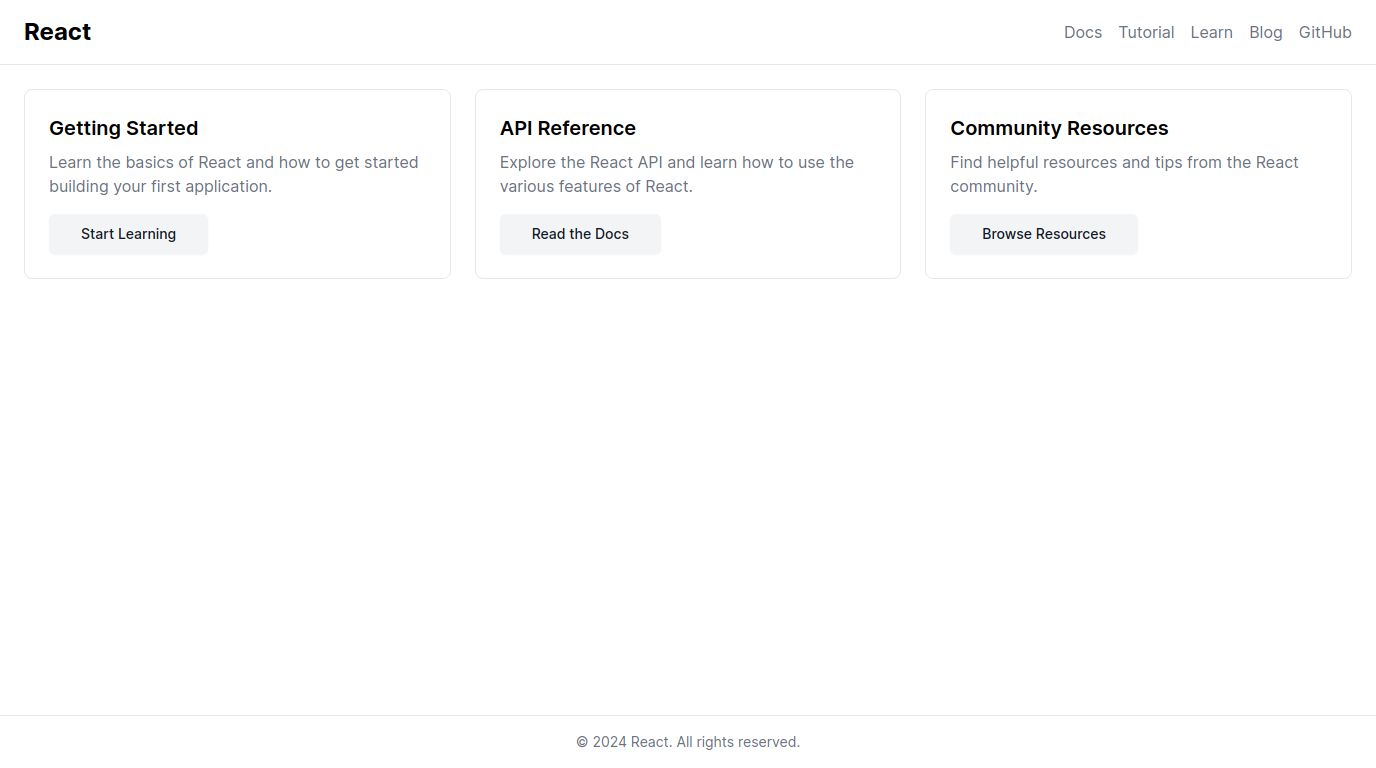 React
Docs Tutorial Learn Blog GitHub
Getting Started
Learn the basics of React and how to get started
building your first application.
Start Learning
API Reference
Explore the React API and learn how to use the
various features of React.
Read the Docs
Community Resources
Find helpful resources and tips from the React
community.
Browse Resources
© 2024 React. All rights reserved.